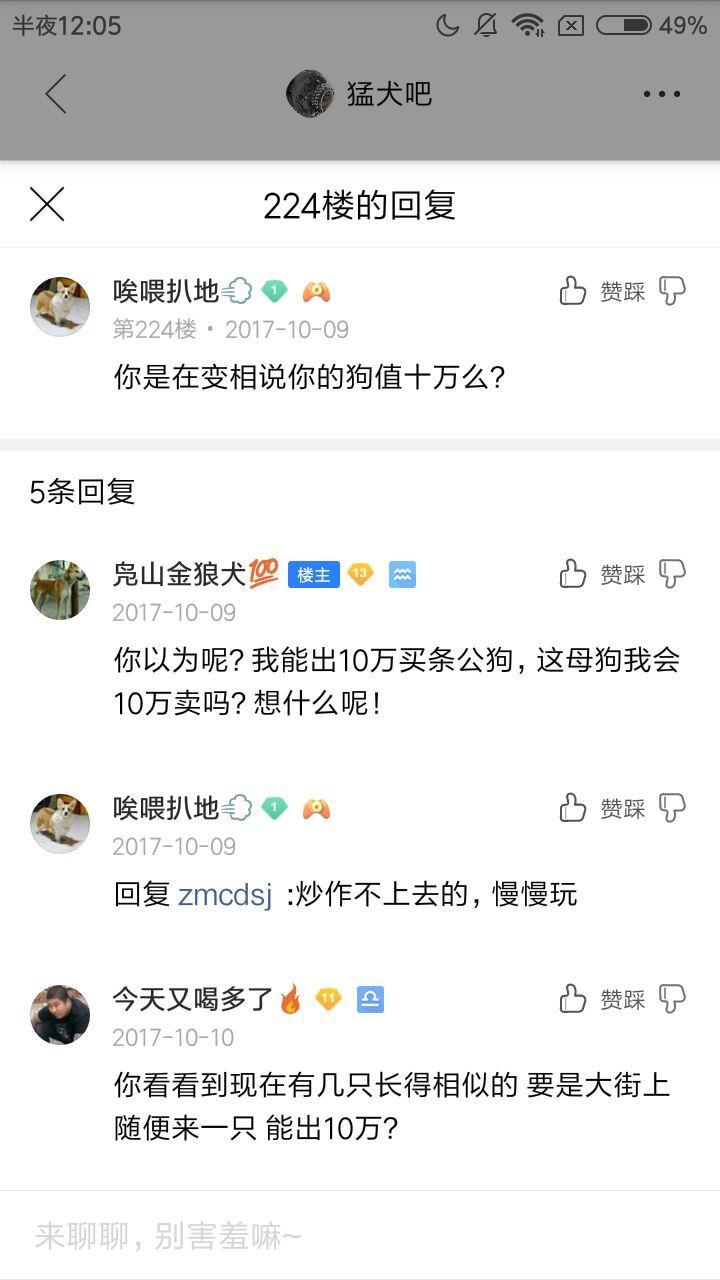 半夜12:05
49%
猛犬吧
224楼的回复
唉喂扒地
1
赞踩
第224楼 • 2017-10-09
你是在变相说你的狗值十万么?
5条回复
凫山金狼犬💯
楼主
13
赞踩
2017-10-09
你以为呢? 我能出10万买条公狗, 这母狗我会
10万卖吗? 想什么呢!
唉喂扒地
1
赞踩
2017-10-09
回复 zmcdsj :炒作不上去的, 慢慢玩
今天又喝多了
11
赞踩
2017-10-10
你看看到现在有几只长得相似的 要是大街上
随便来一只 能出10万?
来聊聊, 别害羞嘛~